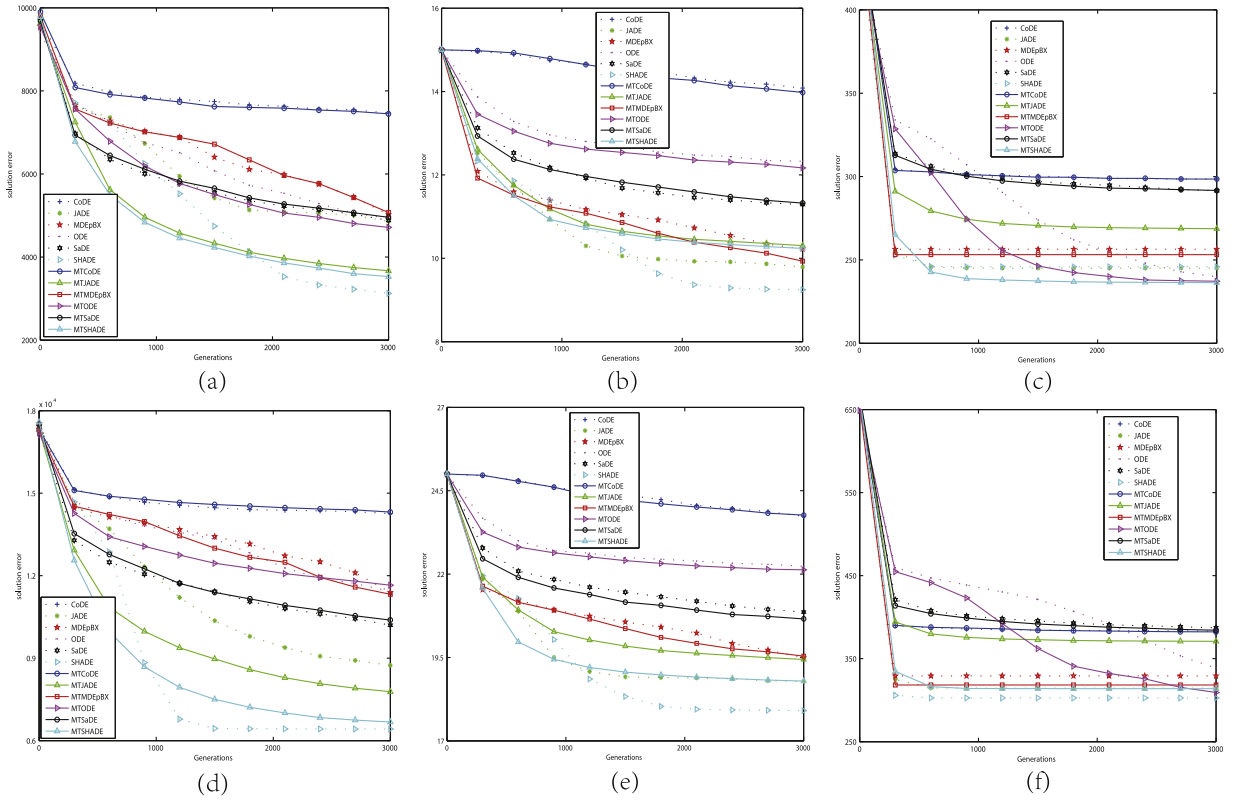 10000
8000
6000
4000
2000
solution error
0
1000
2000
3000
Generations
CoDE
JADE
MDEpBX
ODE
SaDE
SHADE
MTCoDE
MTJADE
MTMDEpBX
MTODE
MTSaDE
MTSHADE
(a)
16
14
12
10
8
solution error
0
1000
2000
3000
Generations
CoDE
JADE
MDEpBX
ODE
SaDE
SHADE
MTCoDE
MTJADE
MTMDEpBX
MTODE
MTSaDE
MTSHADE
(b)
400
350
300
250
200
solution error
0
1000
2000
3000
Generations
CoDE
JADE
MDEpBX
ODE
SaDE
SHADE
MTCoDE
MTJADE
MTMDEpBX
MTODE
MTSaDE
MTSHADE
(c)
x 10 4
1.8
1.5
1.2
0.9
0.6
solution error
0
1000
2000
3000
Generations
CoDE
JADE
MDEpBX
ODE
SaDE
SHADE
MTCoDE
MTJADE
MTMDEpBX
MTODE
MTSaDE
MTSHADE
(d)
27
24.5
22
19.5
17
solution error
0
1000
2000
3000
Generations
CoDE
JADE
MDEpBX
ODE
SaDE
SHADE
MTCoDE
MTJADE
MTMDEpBX
MTODE
MTSaDE
MTSHADE
(e)
650
550
450
350
250
solution error
0
1000
2000
3000
Generations
CoDE
JADE
MDEpBX
ODE
SaDE
SHADE
MTCoDE
MTJADE
MTMDEpBX
MTODE
MTSaDE
MTSHADE
(f)